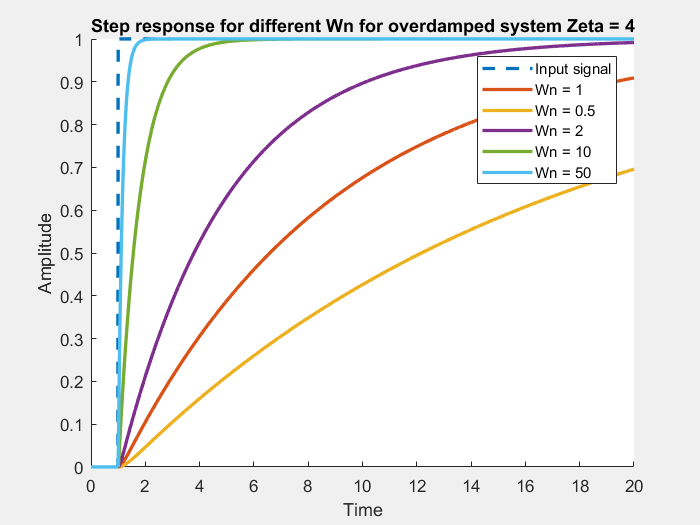 Step response for different Wn for overdamped system Zeta = 4
1
0.9
0.8
0.7
0.6
0.5
0.4
0.3
0.2
0.1
0
Amplitude
Input signal
Wn = 1
Wn = 0.5
Wn = 2
Wn = 10
Wn = 50
0 2 4 6 8 10 12 14 16 18 20
Time